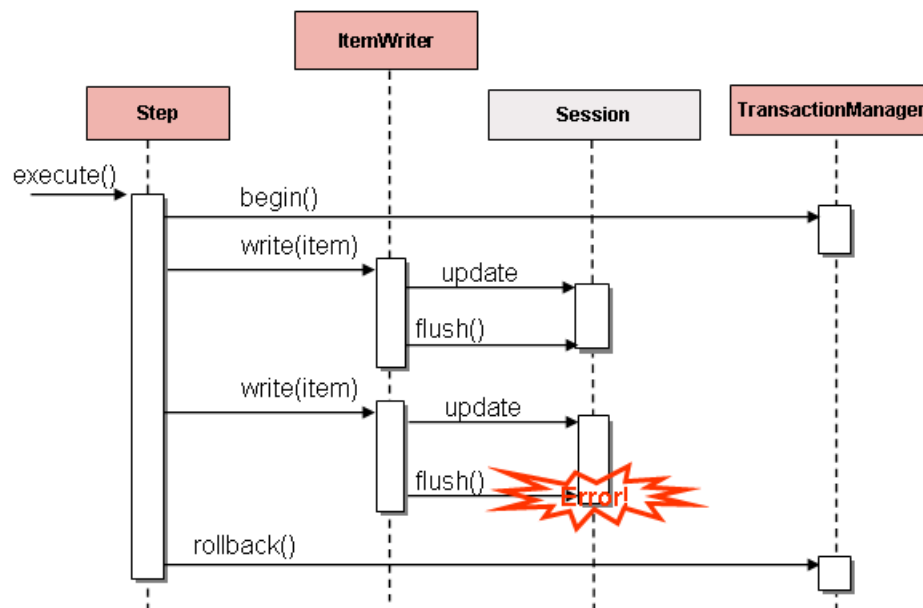 ItemWriter
Step
Session
TransactionManager
execute()
begin()
write(item)
update
flush()
write(item)
update
flush()
Error!
rollback()